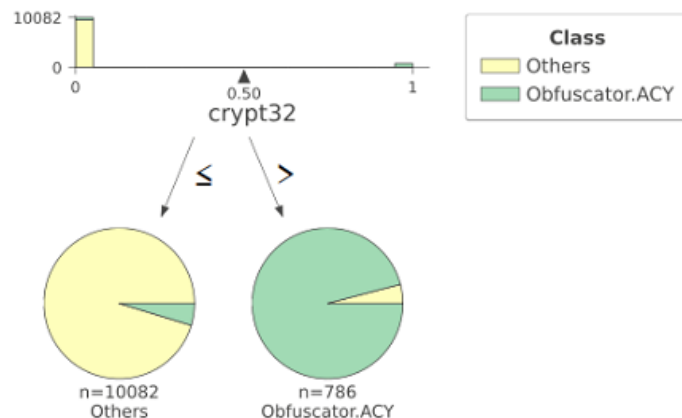 10082
0
0
0.50
1
crypt32
Class
Others
Obfuscator.ACY
≤
>
n=10082
Others
n=786
Obfuscator.ACY